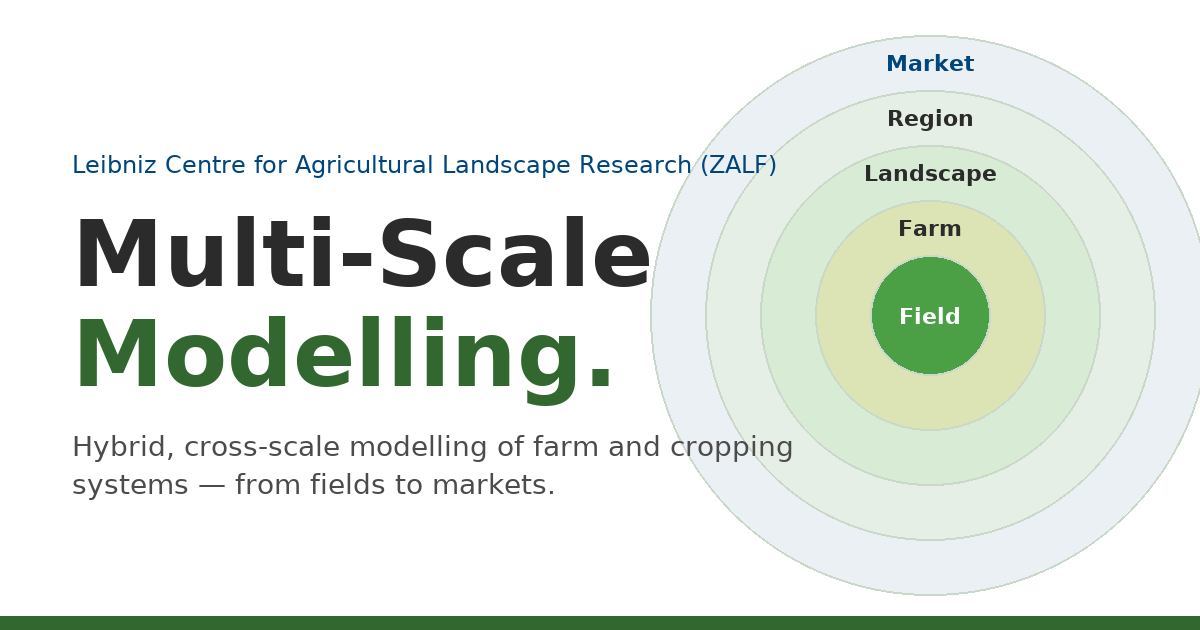 Leibniz Centre for Agricultural Landscape Research (ZALF)
Multi-Scale
Modelling.
Hybrid, cross-scale modelling of farm and cropping
systems — from fields to markets.
Market
Region
Landscape
Farm
Field